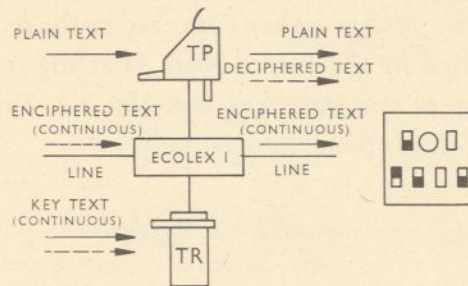 PLAIN TEXT
TP
PLAIN TEXT
DECIPHERED TEXT
ENCIPHERED TEXT
(CONTINUOUS)
LINE
ECOLEX I
ENCIPHERED TEXT
(CONTINUOUS)
LINE
KEY TEXT
(CONTINUOUS)
TR